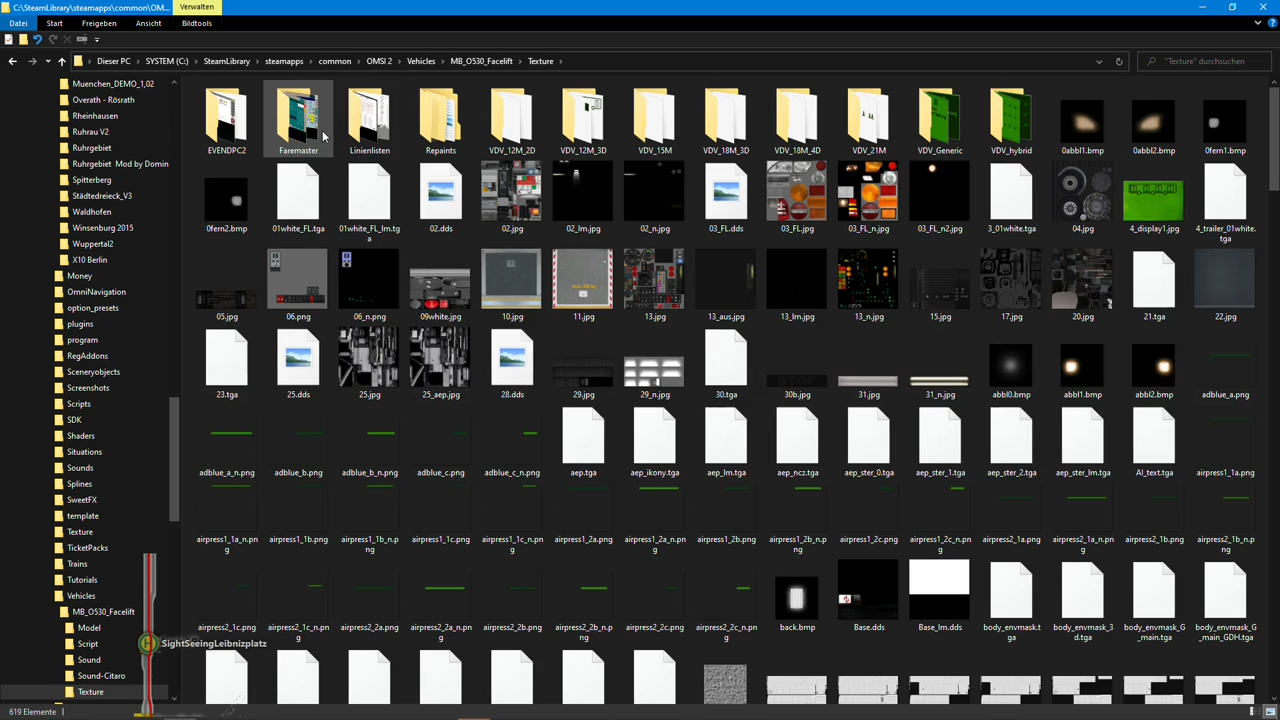 C:\SteamLibrary\steamapps\common\OM...
Verwalten
Datei Start Freigeben Ansicht Bildtools
Dieser PC > SYSTEM (C:) > SteamLibrary > steamapps > common > OMSI 2 > Vehicles > MB_O530_Facelift > Texture >
"Texture" durchsuchen
Muenchen_DEMO_1,02
Overath - Rösrath
Rheinhausen
Ruhrau V2
Ruhrgebiet
Ruhrgebiet Mod by Domin
Spitterberg
Städtedreieck_V3
Waldhofen
Winsenburg 2015
Wuppertal2
X10 Berlin
Money
OmniNavigation
option_presets
plugins
program
RegAddons
Sceneryobjects
Screenshots
Scripts
SDK
Shaders
Situations
Sounds
Splines
SweetFX
template
Texture
TicketPacks
Trains
Tutorials
Vehicles
MB_O530_Facelift
Model
Script
Sound
Sound-Citaro
Texture
SightSeeingLeibnizplatz
EVENDPC2 Faremaster Linienlisten Repaints VDV_12M_2D VDV_12M_3D VDV_15M VDV_18M_3D VDV_18M_4D VDV_21M VDV_Generic VDV_hybrid 0abbl1.bmp 0abbl2.bmp 0fern1.bmp
0fern2.bmp 01white_FL.tga 01white_FL_lm.tga 02.dds 02.jpg 02_lm.jpg 02_n.jpg 03_FL.dds 03_FL.jpg 03_FL_n.jpg 03_FL_n2.jpg 3_01white.tga 04.jpg 4_display1.jpg 4_trailer_01white.tga
05.jpg 06.png 06_n.png 09white.jpg 10.jpg 11.jpg 13.jpg 13_aus.jpg 13_lm.jpg 13_n.jpg 15.jpg 17.jpg 20.jpg 21.tga 22.jpg
23.tga 25.dds 25.jpg 25_aep.jpg 28.dds 29.jpg 29_n.jpg 30.tga 30b.jpg 31.jpg 31_n.jpg abbl0.bmp abbl1.bmp abbl2.bmp adblue_a.png
adblue_a_n.png adblue_b.png adblue_b_n.png adblue_c.png adblue_c_n.png aep.tga aep_ikony.tga aep_lm.tga aep_ncz.tga aep_ster_0.tga aep_ster_1.tga aep_ster_2.tga aep_ster_lm.tga AI_text.tga airpress1_1a.png
airpress1_1a_n.png airpress1_1b.png airpress1_1b_n.png airpress1_1c.png airpress1_1c_n.png airpress1_2a.png airpress1_2a_n.png airpress1_2b.png airpress1_2b_n.png airpress1_2c.png airpress1_2c_n.png airpress2_1a.png airpress2_1a_n.png airpress2_1b.png airpress2_1b_n.png
airpress2_1c.png airpress2_1c_n.png airpress2_2a.png airpress2_2a_n.png airpress2_2b.png airpress2_2b_n.png airpress2_2c.png airpress2_2c_n.png back.bmp Base.dds Base_lm.dds body_envmask.tga body_envmask_3d.tga body_envmask_G_main.tga body_envmask_G_main_GDH.tga
619 Elemente